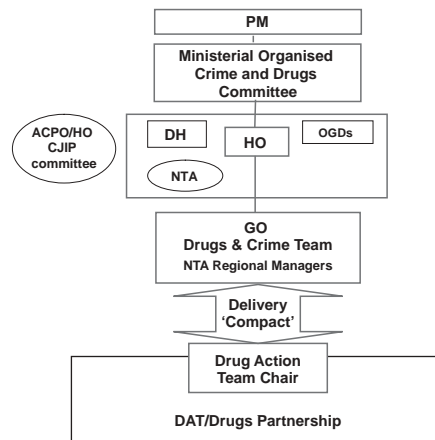 PM
Ministerial Organised
Crime and Drugs
Committee
ACPO/HO
CJIP
committee
DH
HO
OGDs
NTA
GO
Drugs & Crime Team
NTA Regional Managers
Delivery
‘Compact’
Drug Action
Team Chair
DAT/Drugs Partnership